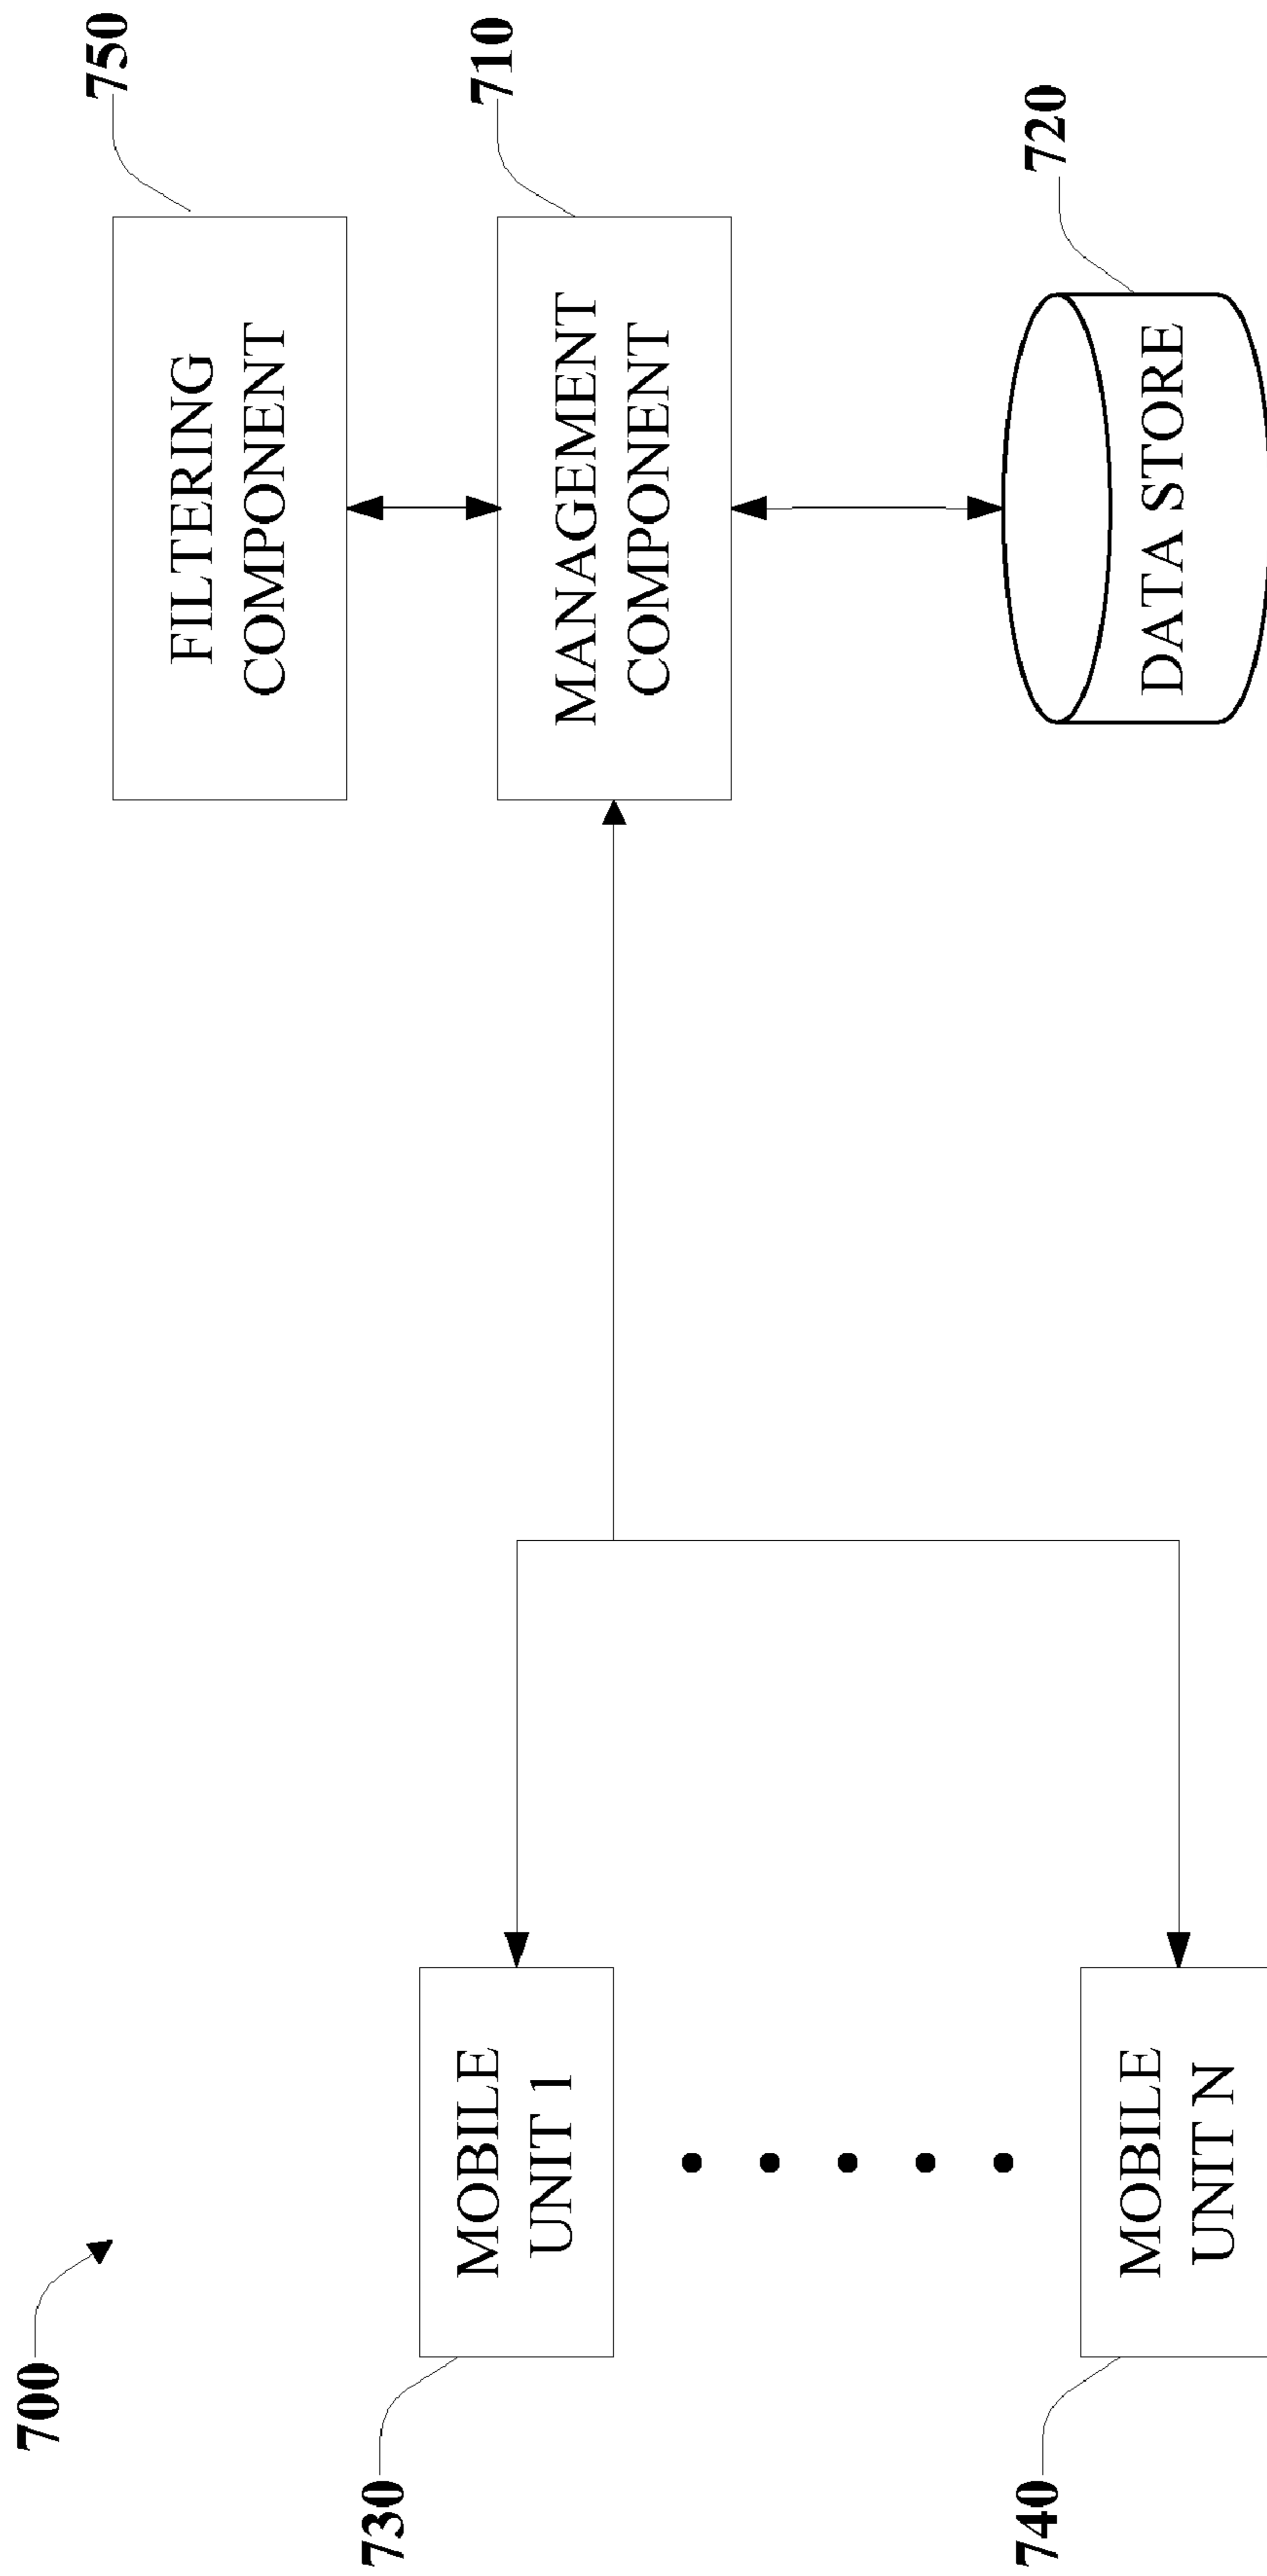 700
750
FILTERING
COMPONENT
730
MOBILE
UNIT 1
710
MANAGEMENT
COMPONENT
740
MOBILE
UNIT N
720
DATA STORE